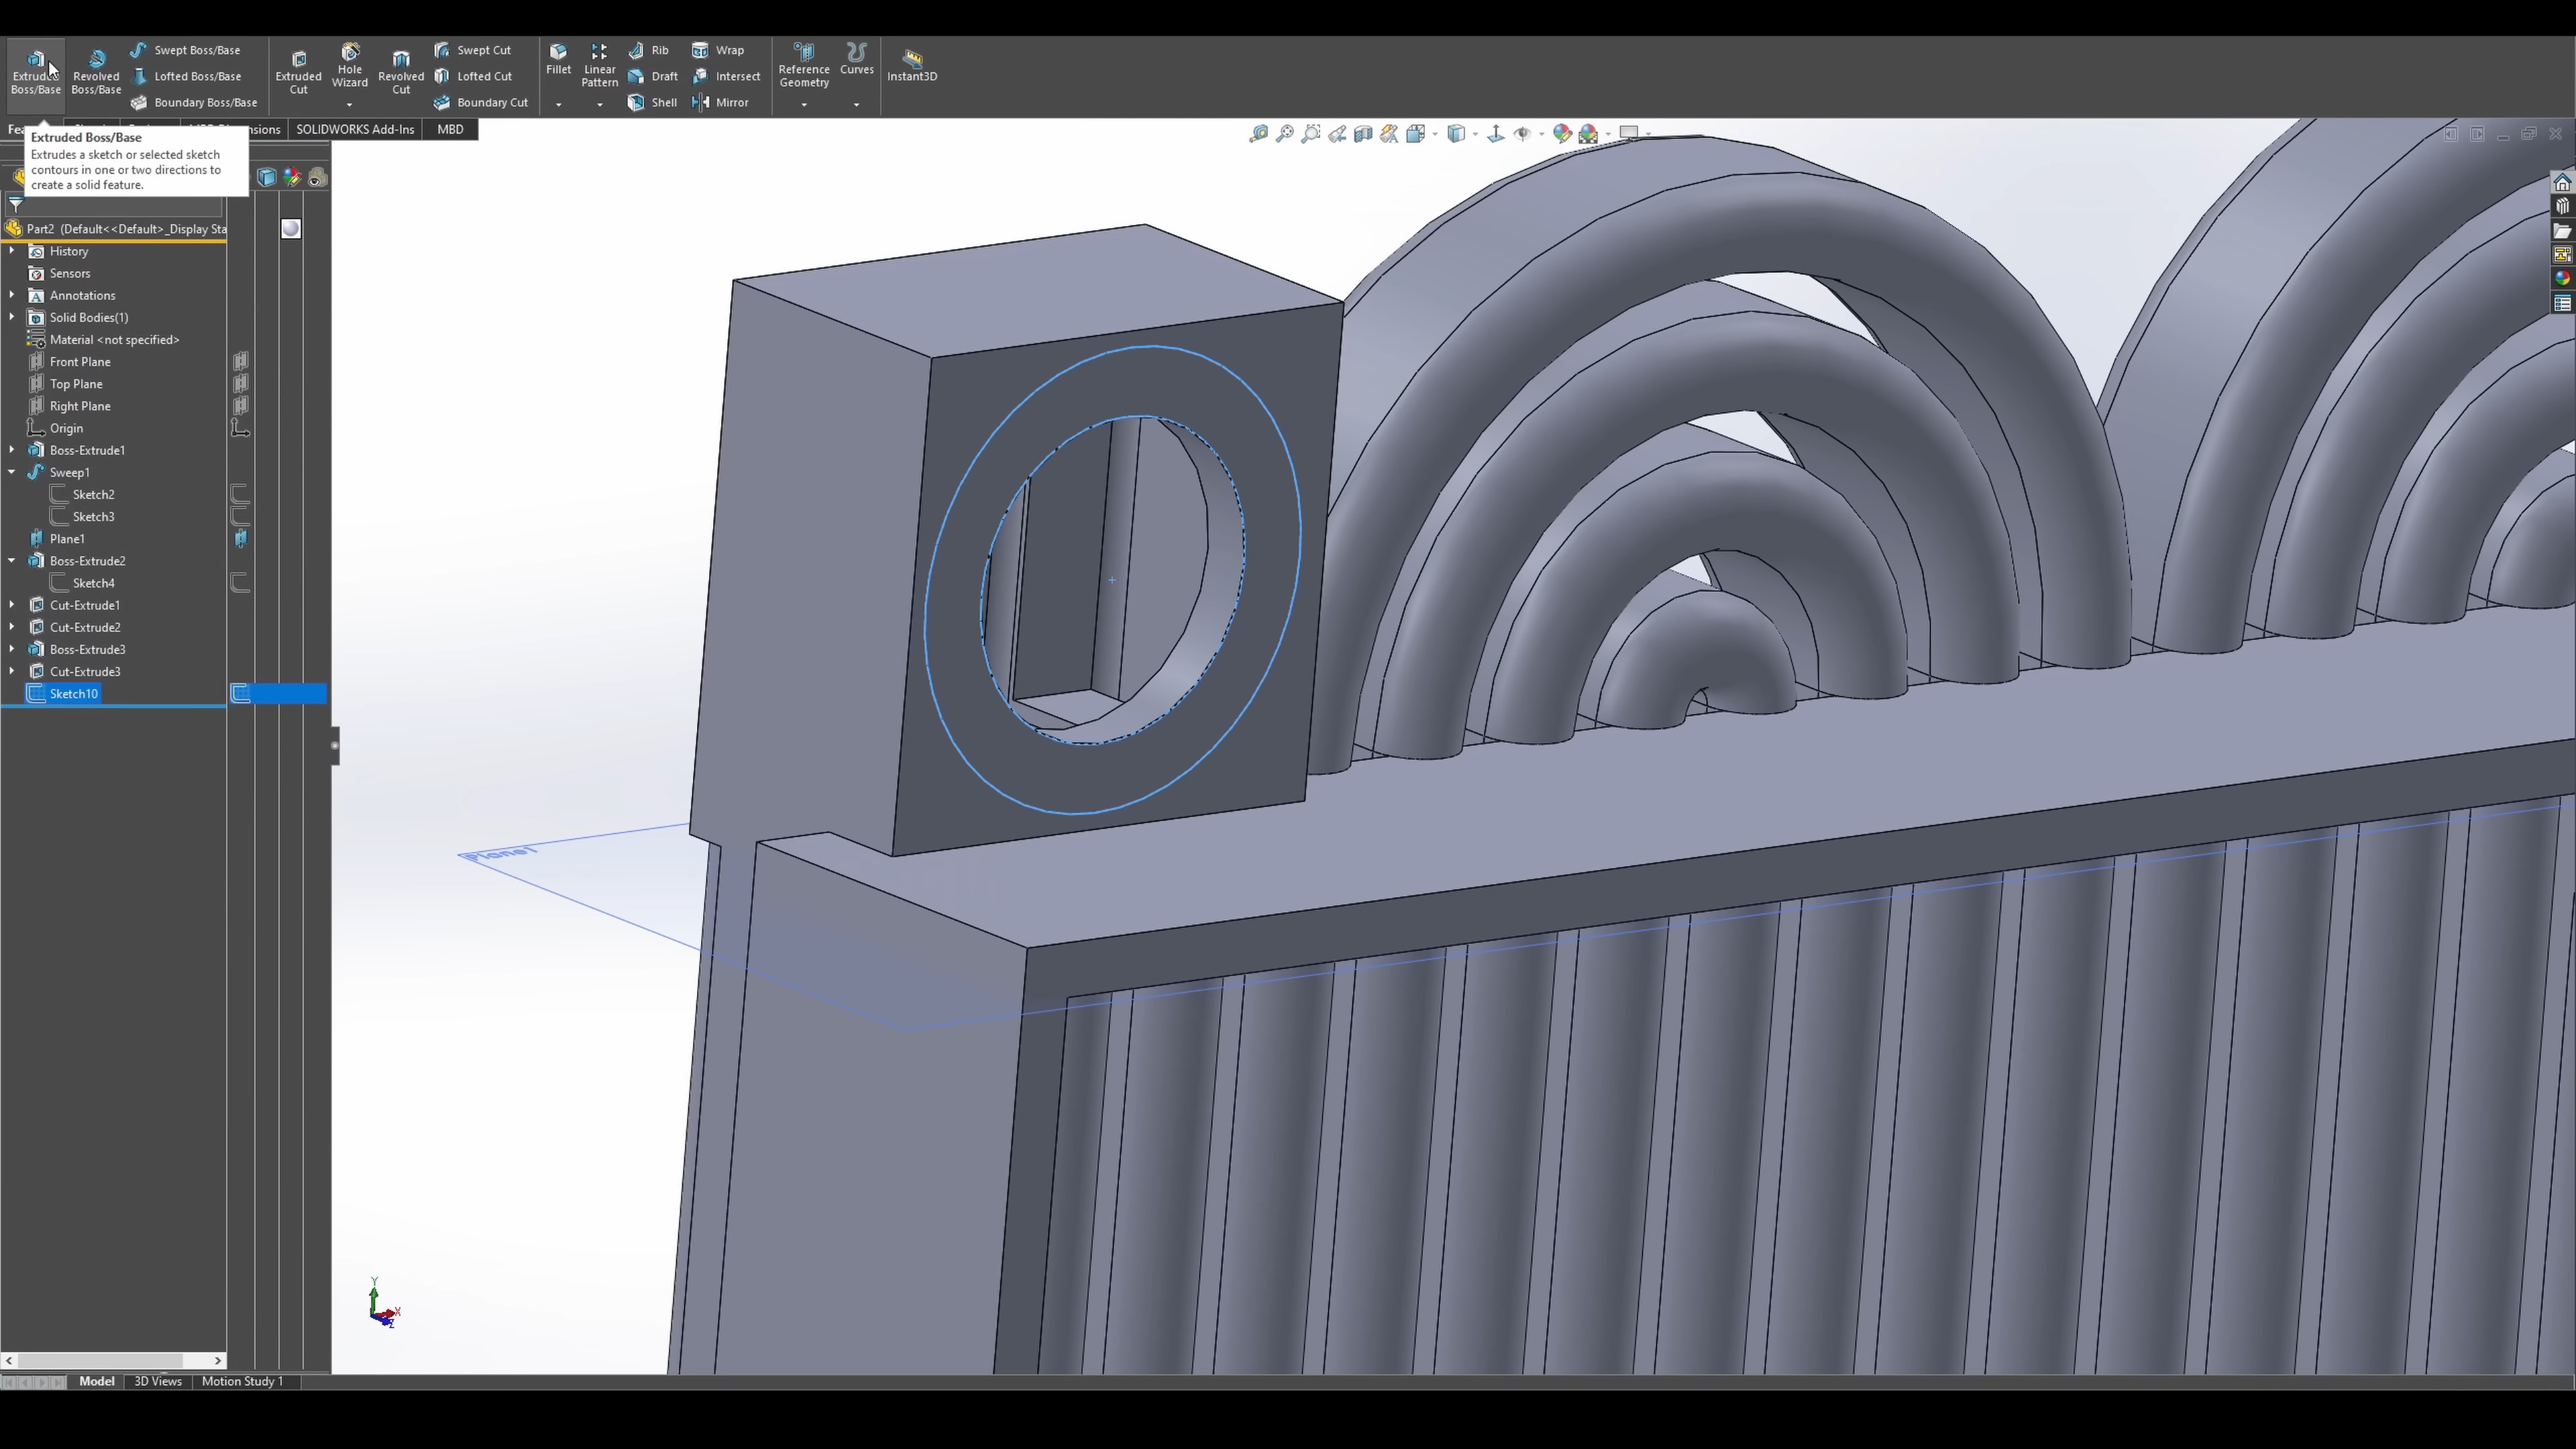 Extruded
Boss/Base
Revolved
Boss/Base
Swept Boss/Base
Lofted Boss/Base
Boundary Boss/Base
Extruded
Cut
Hole
Wizard
Revolved
Cut
Swept Cut
Lofted Cut
Boundary Cut
Fillet
Linear
Pattern
Rib
Draft
Shell
Wrap
Intersect
Mirror
Reference
Geometry
Curves
Instant3D
SOLIDWORKS Add-Ins
MBD
Extruded Boss/Base
Extrudes a sketch or selected sketch
contours in one or two directions to
create a solid feature.
Part2 (Default<<Default>_Display Sta
History
Sensors
Annotations
Solid Bodies(1)
Material <not specified>
Front Plane
Top Plane
Right Plane
Origin
Boss-Extrude1
Sweep1
Sketch2
Sketch3
Plane1
Boss-Extrude2
Sketch4
Cut-Extrude1
Cut-Extrude2
Boss-Extrude3
Cut-Extrude3
Sketch10
Plane1
Y
X
Z
Model
3D Views
Motion Study 1